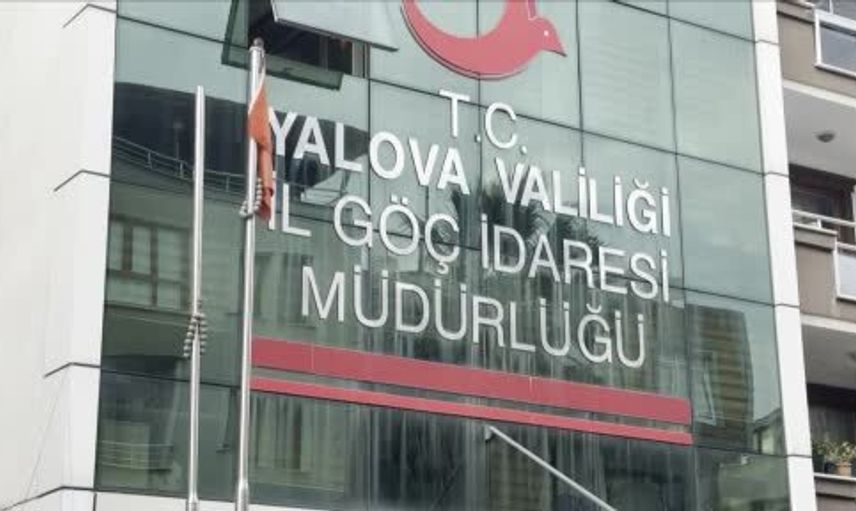 T.C.
YALOVA VALİLİĞİ
İL GÖÇ İDARESİ
MÜDÜRLÜĞÜ